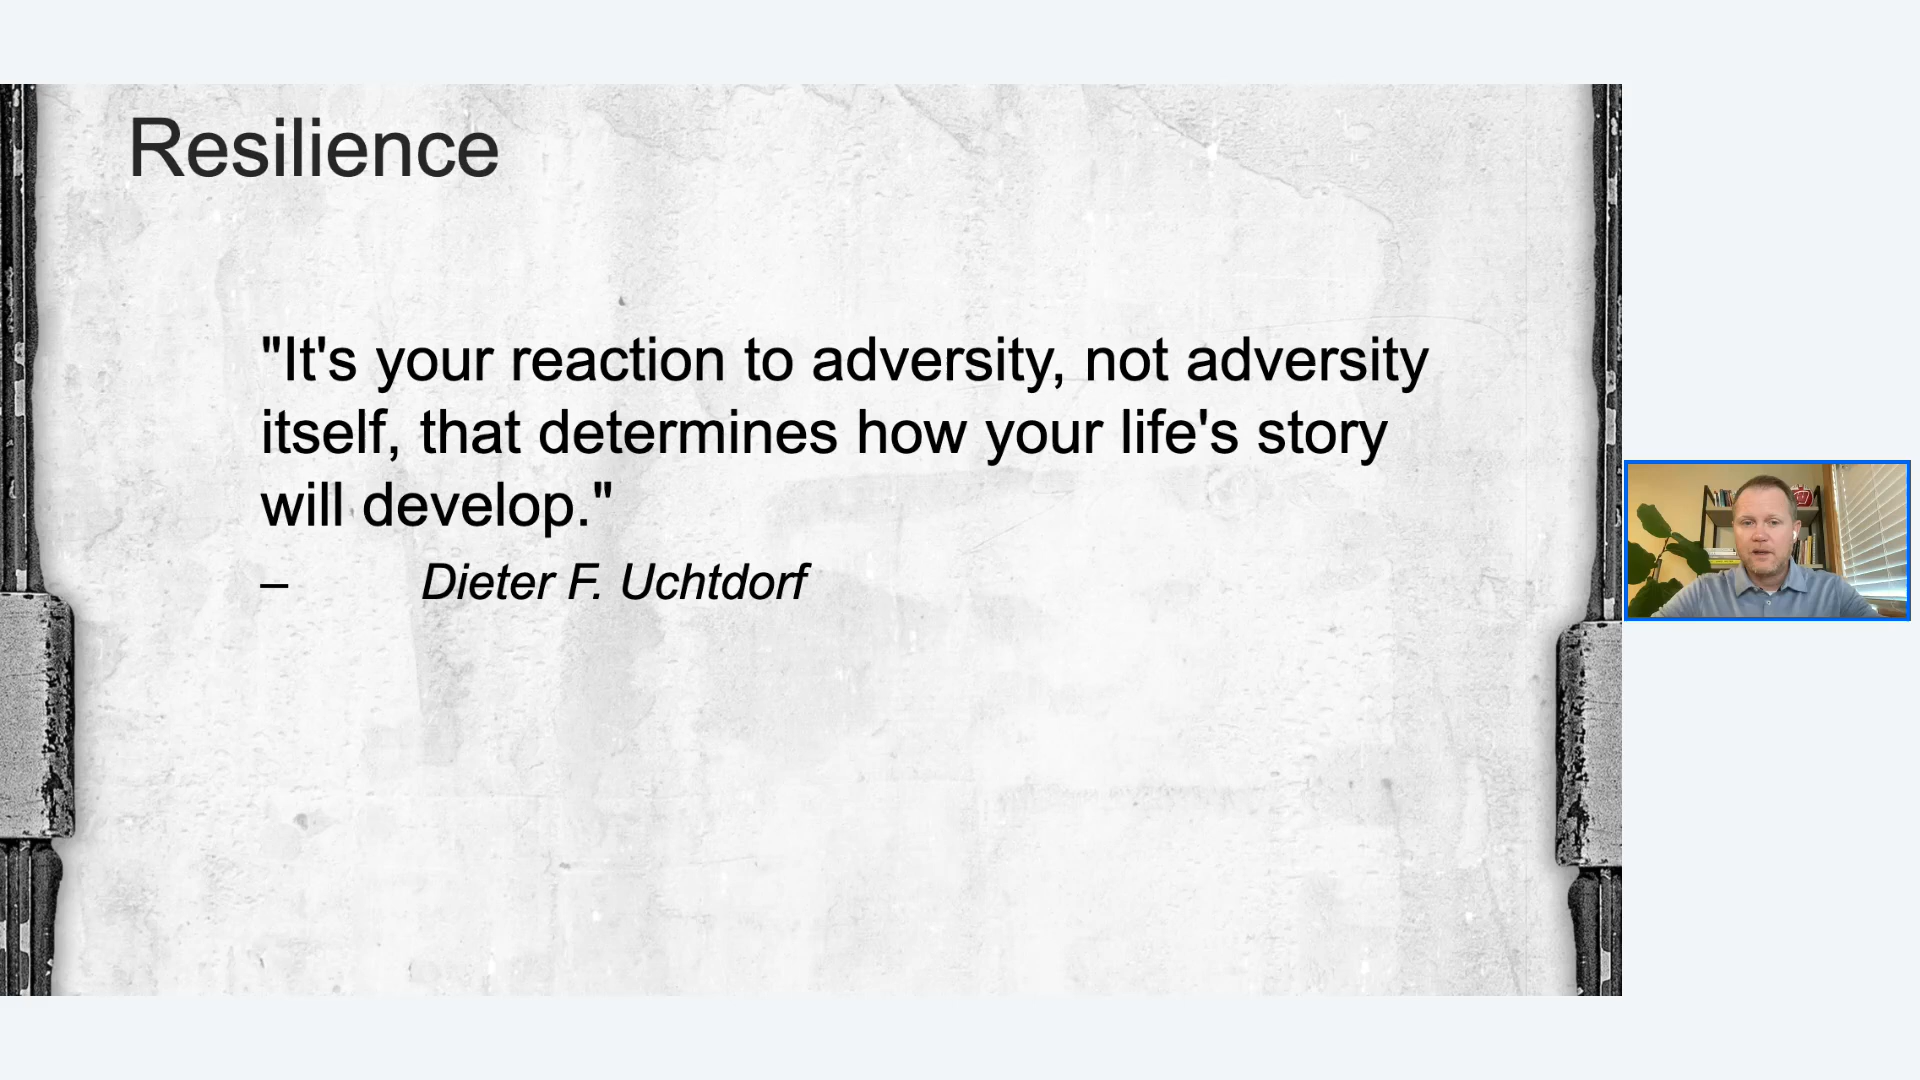 Resilience
"It's your reaction to adversity, not adversity
itself, that determines how your life's story
will develop."
– Dieter F. Uchtdorf